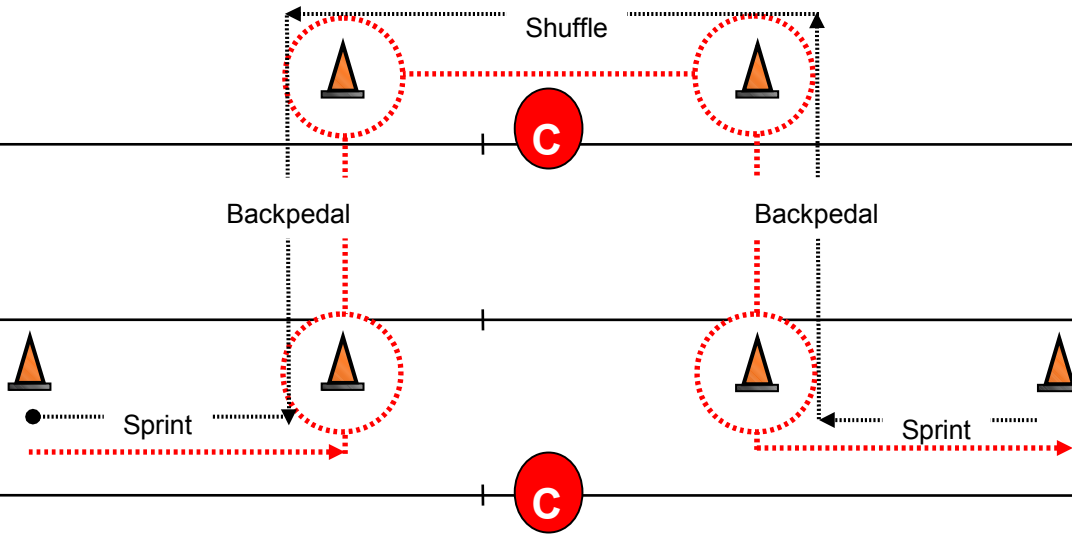 Shuffle
C
Backpedal
Backpedal
Sprint
Sprint
C